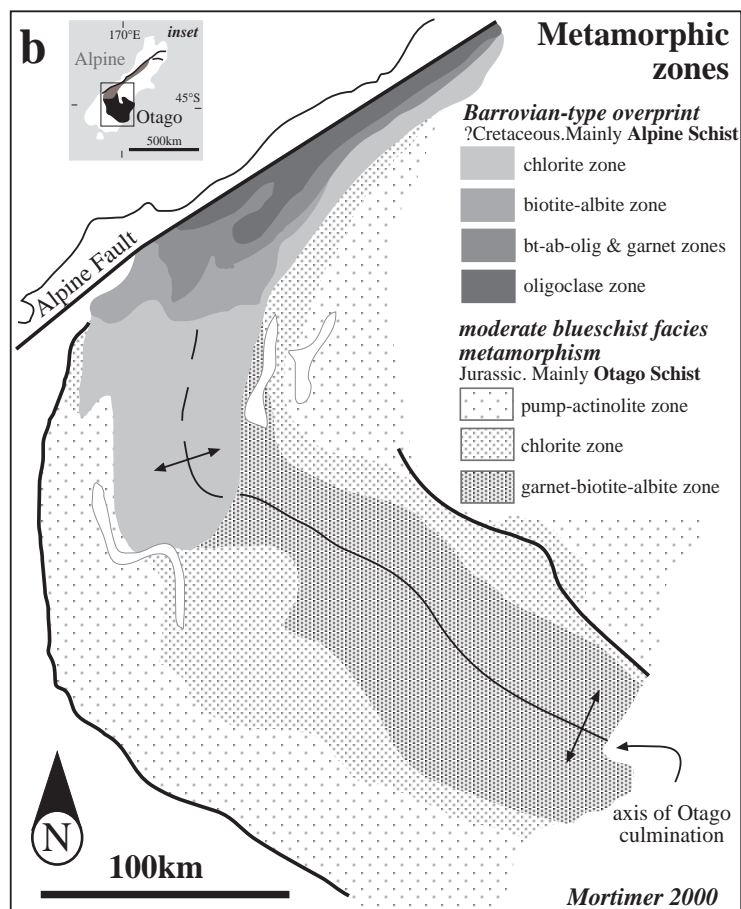 b
170°E
inset
Alpine
45°S
Otago
500km
Metamorphic
zones
Barrovian-type overprint
?Cretaceous.Mainly Alpine Schist
chlorite zone
biotite-albite zone
bt-ab-olig & garnet zones
oligoclase zone
moderate blueschist facies
metamorphism
Jurassic. Mainly Otago Schist
pump-actinolite zone
chlorite zone
garnet-biotite-albite zone
Alpine Fault
axis of Otago
culmination
N
100km
Mortimer 2000